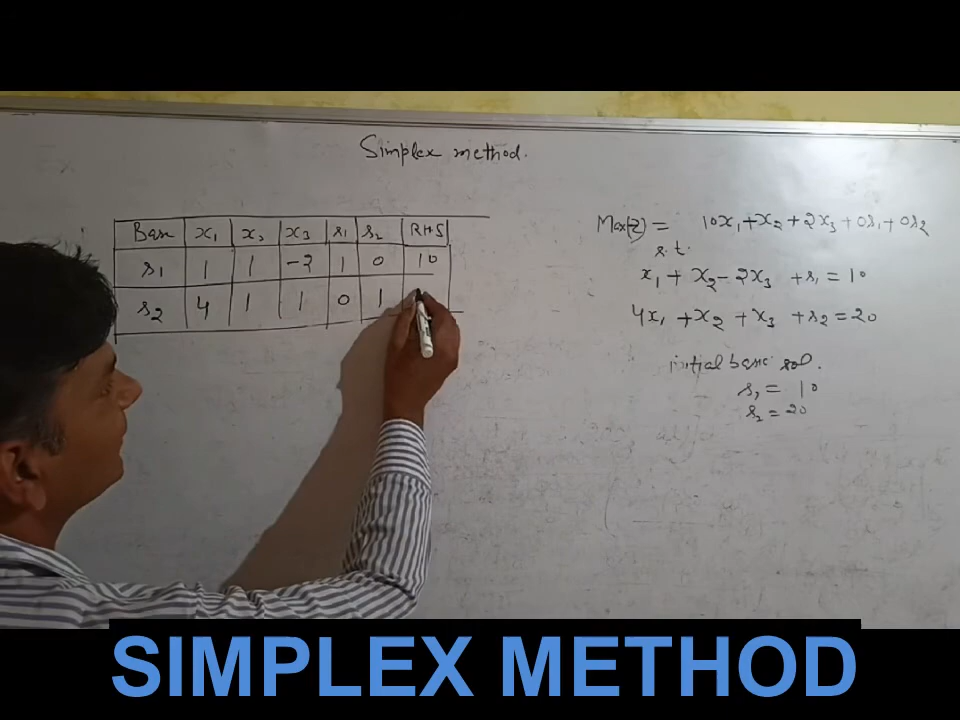 Simplex method.
Base x₁ x₂ x₃ s₁ s₂ RHS
s₁ 1 1 -2 1 0 10
s₂ 4 1 1 0 1
Max(z) = 10x₁+x₂+2x₃+0s₁+0s₂
s.t.
x₁ + x₂ - 2x₃ + s₁ = 10
4x₁ + x₂ + x₃ + s₂ = 20
initial basic sol.
s₁ = 10
s₂ = 20
SIMPLEX METHOD